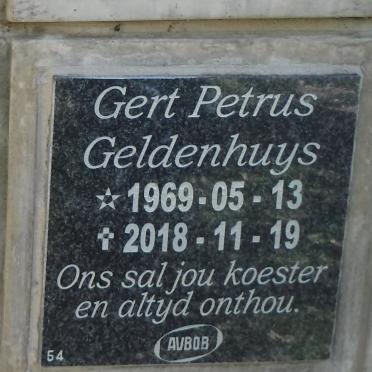 Gert Petrus
Geldenhuys
☆ 1969-05-13
✝ 2018-11-19
Ons sal jou koester
en altyd onthou.
AVBOB
54